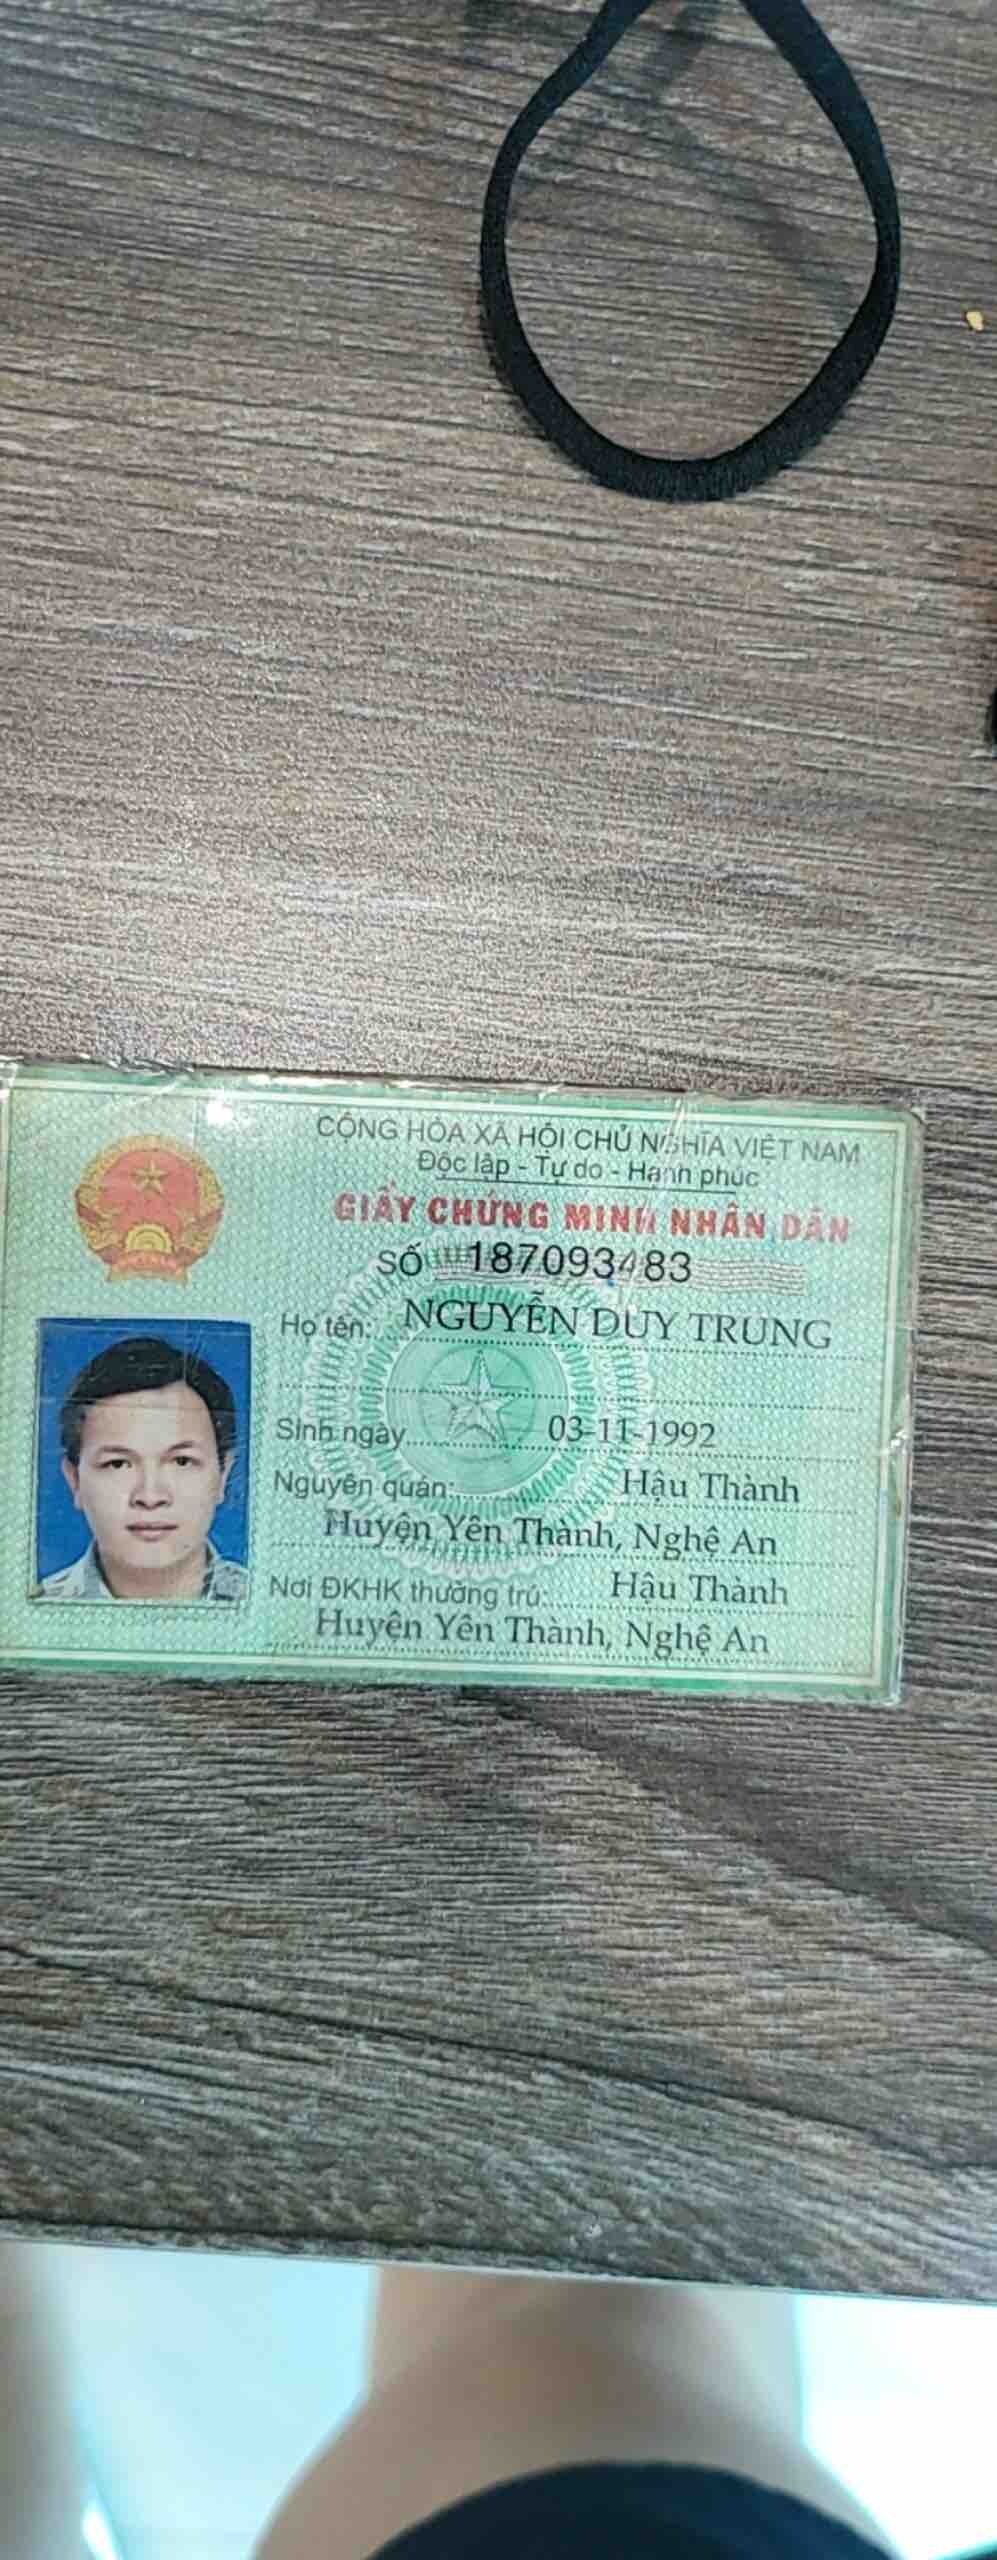 CỘNG HÒA XÃ HỘI CHỦ NGHĨA VIỆT NAM
Độc lập - Tự do - Hạnh phúc
GIẤY CHỨNG MINH NHÂN DÂN
SỐ 187093483
Họ tên: NGUYỄN DUY TRUNG
Sinh ngày 03-11-1992
Nguyên quán: Hậu Thành
Huyện Yên Thành, Nghệ An
Nơi ĐKHK thường trú: Hậu Thành
Huyện Yên Thành, Nghệ An